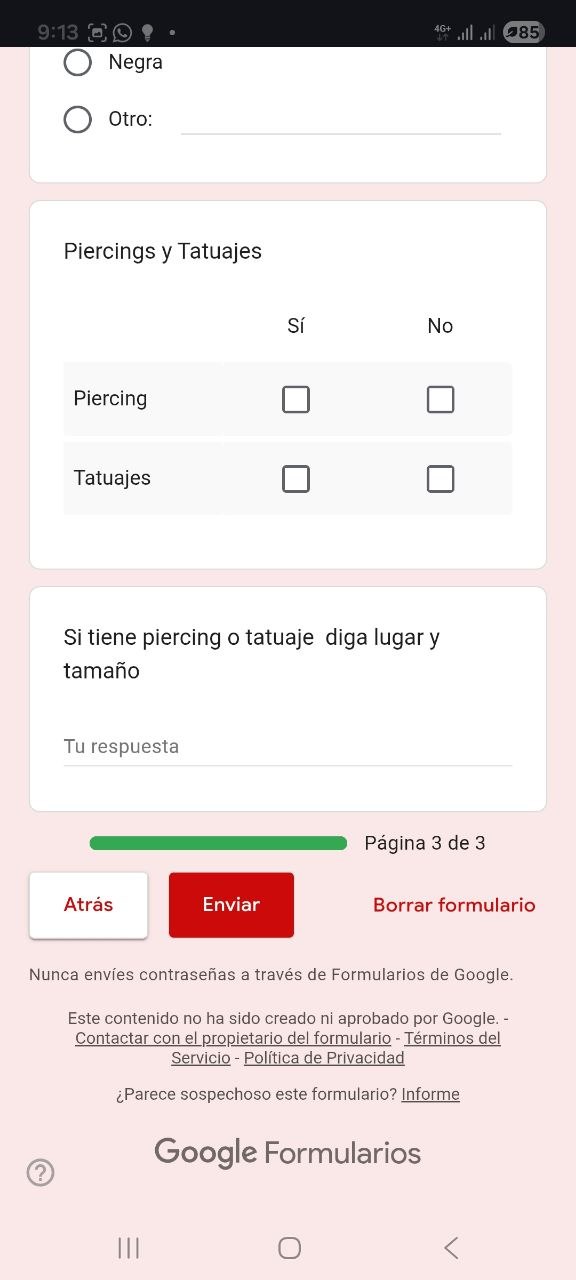 9:13
4G+
85
Negra
Otro:
Piercings y Tatuajes
Sí No
Piercing
Tatuajes
Si tiene piercing o tatuaje  diga lugar y
tamaño
Tu respuesta
Página 3 de 3
Atrás Enviar Borrar formulario
Nunca envíes contraseñas a través de Formularios de Google.
Este contenido no ha sido creado ni aprobado por Google. -
Contactar con el propietario del formulario - Términos del
Servicio - Política de Privacidad
¿Parece sospechoso este formulario? Informe
Google Formularios
?